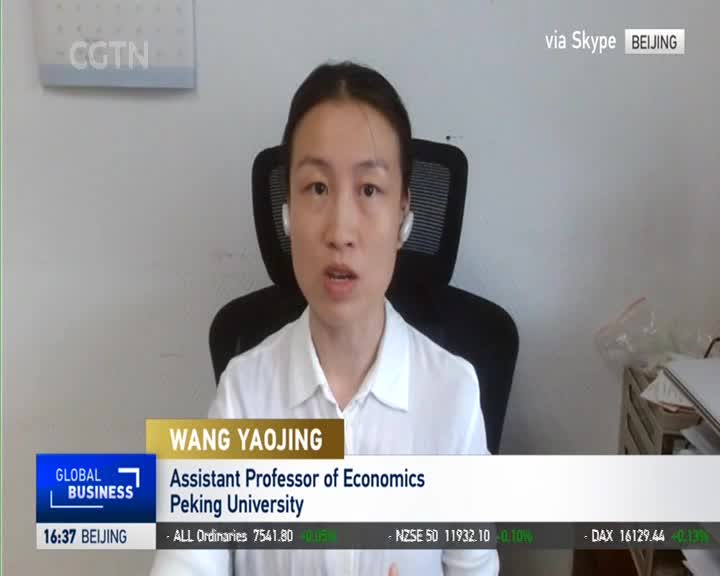 CGTN
via Skype BEIJING
WANG YAOJING
Assistant Professor of Economics
Peking University
GLOBAL
BUSINESS
16:37 BEIJING
- ALL Ordinaries 7541.80 +0.05% - NZSE 50 11932.10 -0.10% - DAX 16129.44 +0.13%